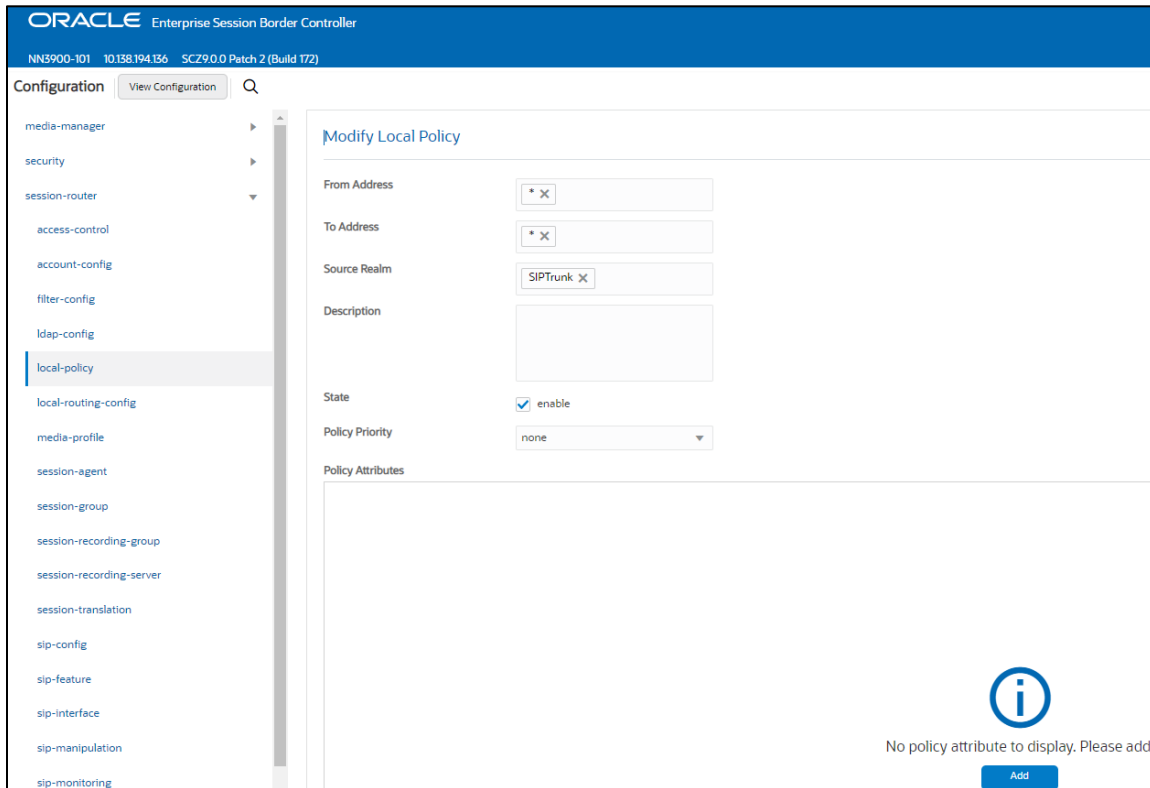 ORACLE Enterprise Session Border Controller
NN3900-101 10.138.194.136 SCZ9.0.0 Patch 2 (Build 172)
Configuration View Configuration
media-manager
security
session-router
access-control
account-config
filter-config
ldap-config
local-policy
local-routing-config
media-profile
session-agent
session-group
session-recording-group
session-recording-server
session-translation
sip-config
sip-feature
sip-interface
sip-manipulation
sip-monitoring
Modify Local Policy
From Address
*
To Address
*
Source Realm
SIPTrunk
Description
State
enable
Policy Priority
none
Policy Attributes
No policy attribute to display. Please add
Add